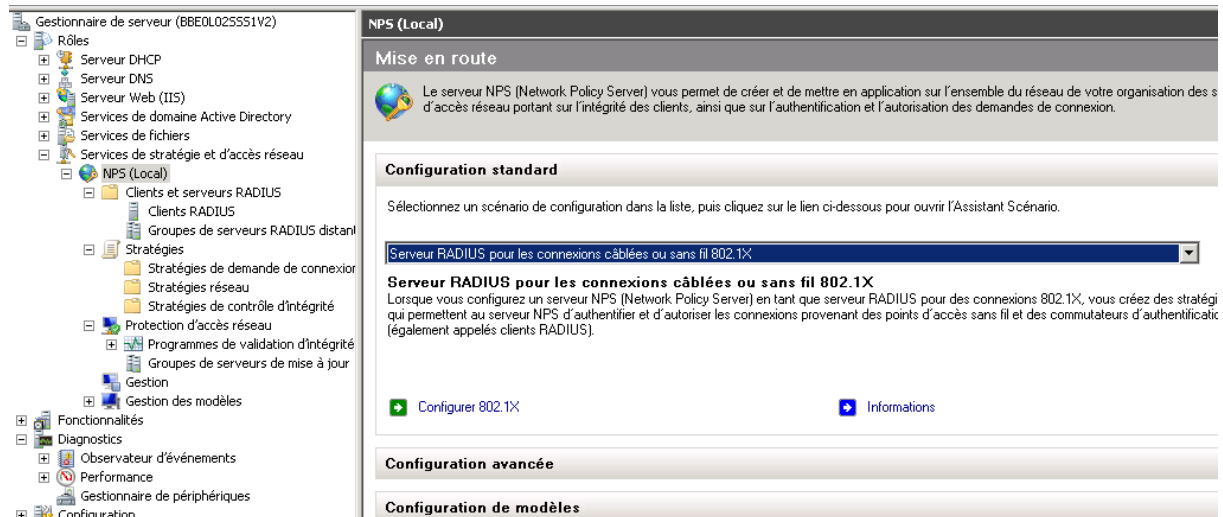 Gestionnaire de serveur (BBE0L025551V2)
Rôles
Serveur DHCP
Serveur DNS
Serveur Web (IIS)
Services de domaine Active Directory
Services de fichiers
Services de stratégie et d'accès réseau
NPS (Local)
Clients et serveurs RADIUS
Clients RADIUS
Groupes de serveurs RADIUS distant
Stratégies
Stratégies de demande de connexion
Stratégies réseau
Stratégies de contrôle d'intégrité
Protection d'accès réseau
Programmes de validation d'intégrité
Groupes de serveurs de mise à jour
Gestion
Gestion des modèles
Fonctionnalités
Diagnostics
Observateur d'événements
Performance
Gestionnaire de périphériques
Configuration
NPS (Local)
Mise en route
Le serveur NPS (Network Policy Server) vous permet de créer et de mettre en application sur l'ensemble du réseau de votre organisation des s
d'accès réseau portant sur l'intégrité des clients, ainsi que sur l'authentification et l'autorisation des demandes de connexion.
Configuration standard
Sélectionnez un scénario de configuration dans la liste, puis cliquez sur le lien ci-dessous pour ouvrir l'Assistant Scénario.
Serveur RADIUS pour les connexions câblées ou sans fil 802.1X
Serveur RADIUS pour les connexions câblées ou sans fil 802.1X
Lorsque vous configurez un serveur NPS (Network Policy Server) en tant que serveur RADIUS pour des connexions 802.1X, vous créez des stratégi
qui permettent au serveur NPS d'authentifier et d'autoriser les connexions provenant des points d'accès sans fil et des commutateurs d'authentificatio
(également appelés clients RADIUS).
Configurer 802.1X
Informations
Configuration avancée
Configuration de modèles